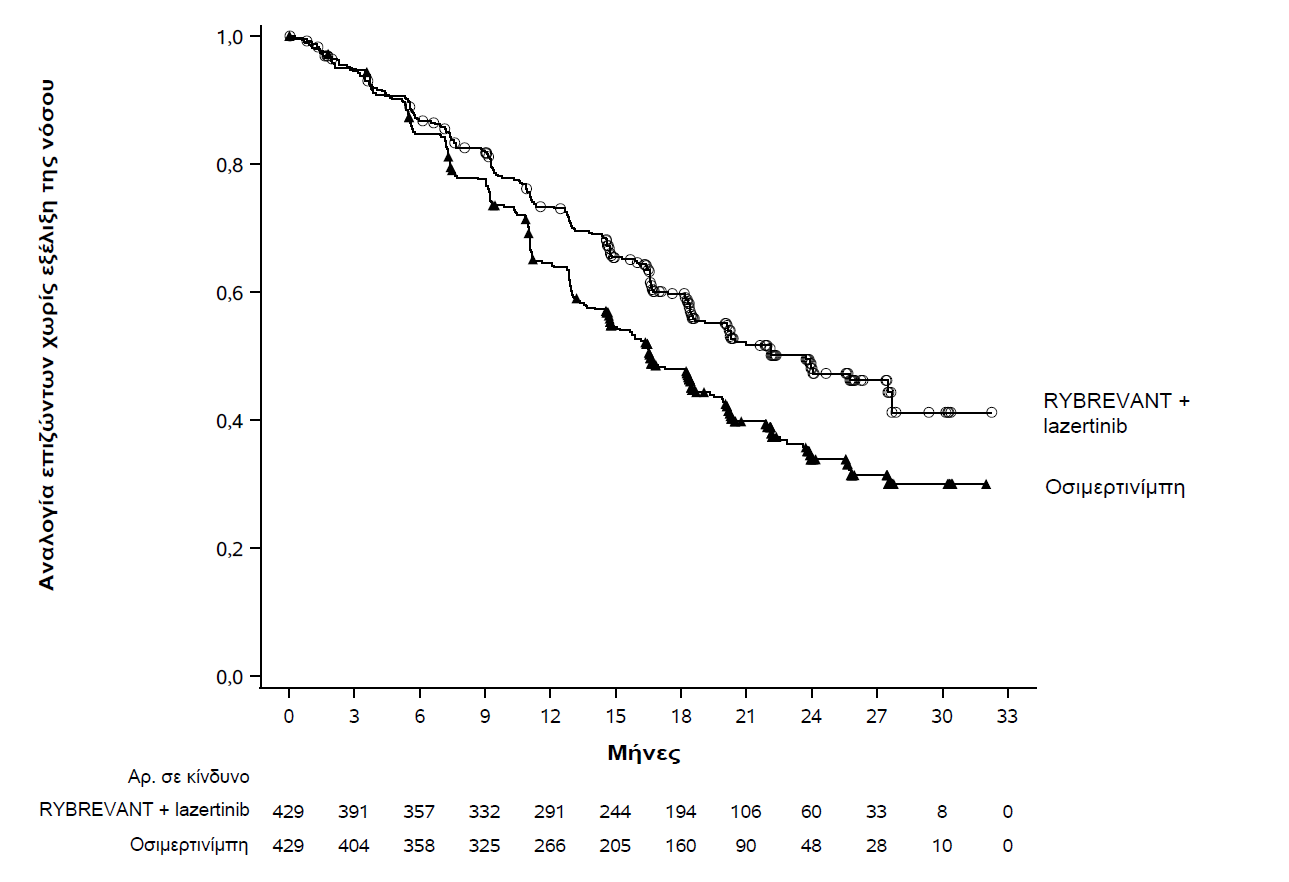 Αναλογία επιζώντων χωρίς εξέλιξη της νόσου
1,0
0,8
0,6
0,4
0,2
0,0
RYBREVANT +
lazertinib
Οσιμερτινίμπη
0 3 6 9 12 15 18 21 24 27 30 33
Μήνες
Αρ. σε κίνδυνο
RYBREVANT + lazertinib 429 391 357 332 291 244 194 106 60 33 8 0
Οσιμερτινίμπη 429 404 358 325 266 205 160 90 48 28 10 0